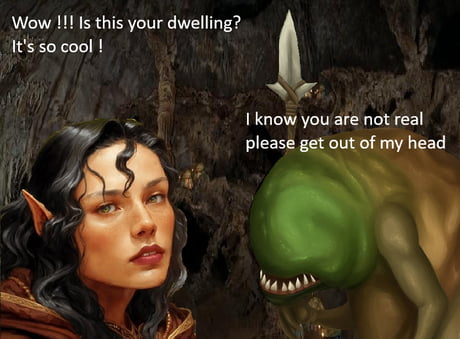 Wow !!! Is this your dwelling?
It's so cool !
I know you are not real
please get out of my head